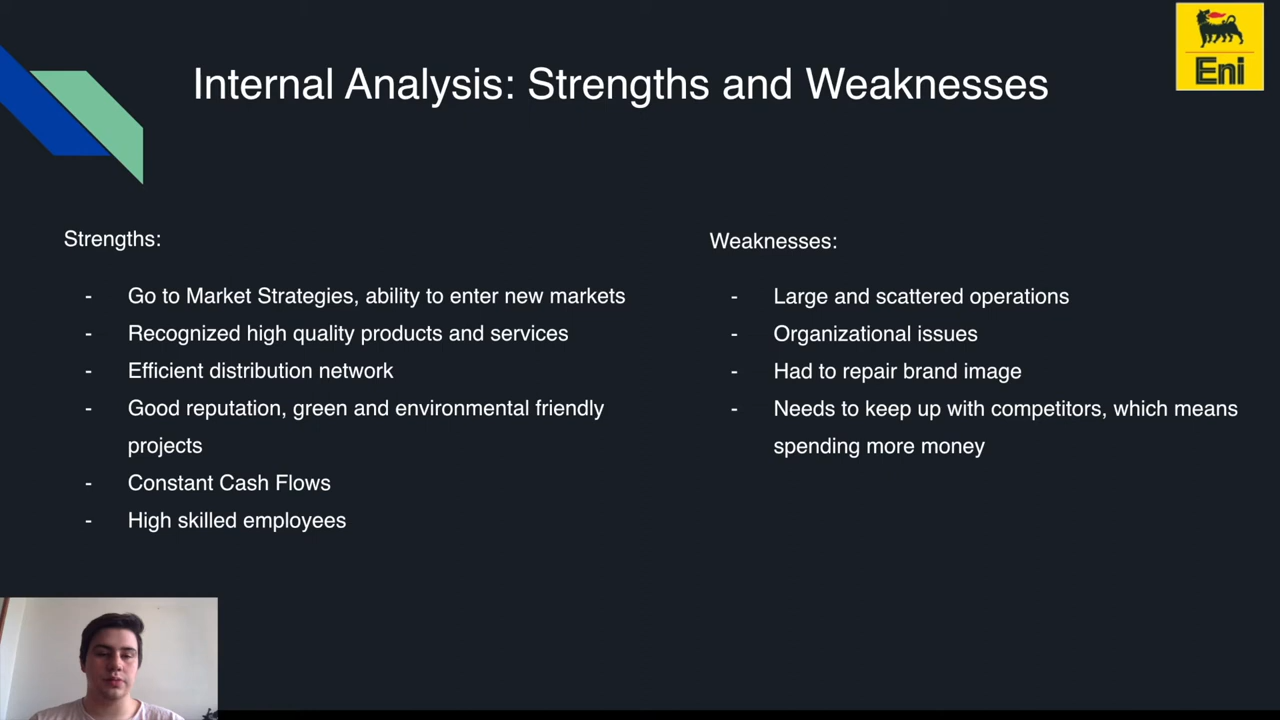 Eni
Internal Analysis: Strengths and Weaknesses
Strengths:
- Go to Market Strategies, ability to enter new markets
- Recognized high quality products and services
- Efficient distribution network
- Good reputation, green and environmental friendly
projects
- Constant Cash Flows
- High skilled employees
Weaknesses:
- Large and scattered operations
- Organizational issues
- Had to repair brand image
- Needs to keep up with competitors, which means
spending more money